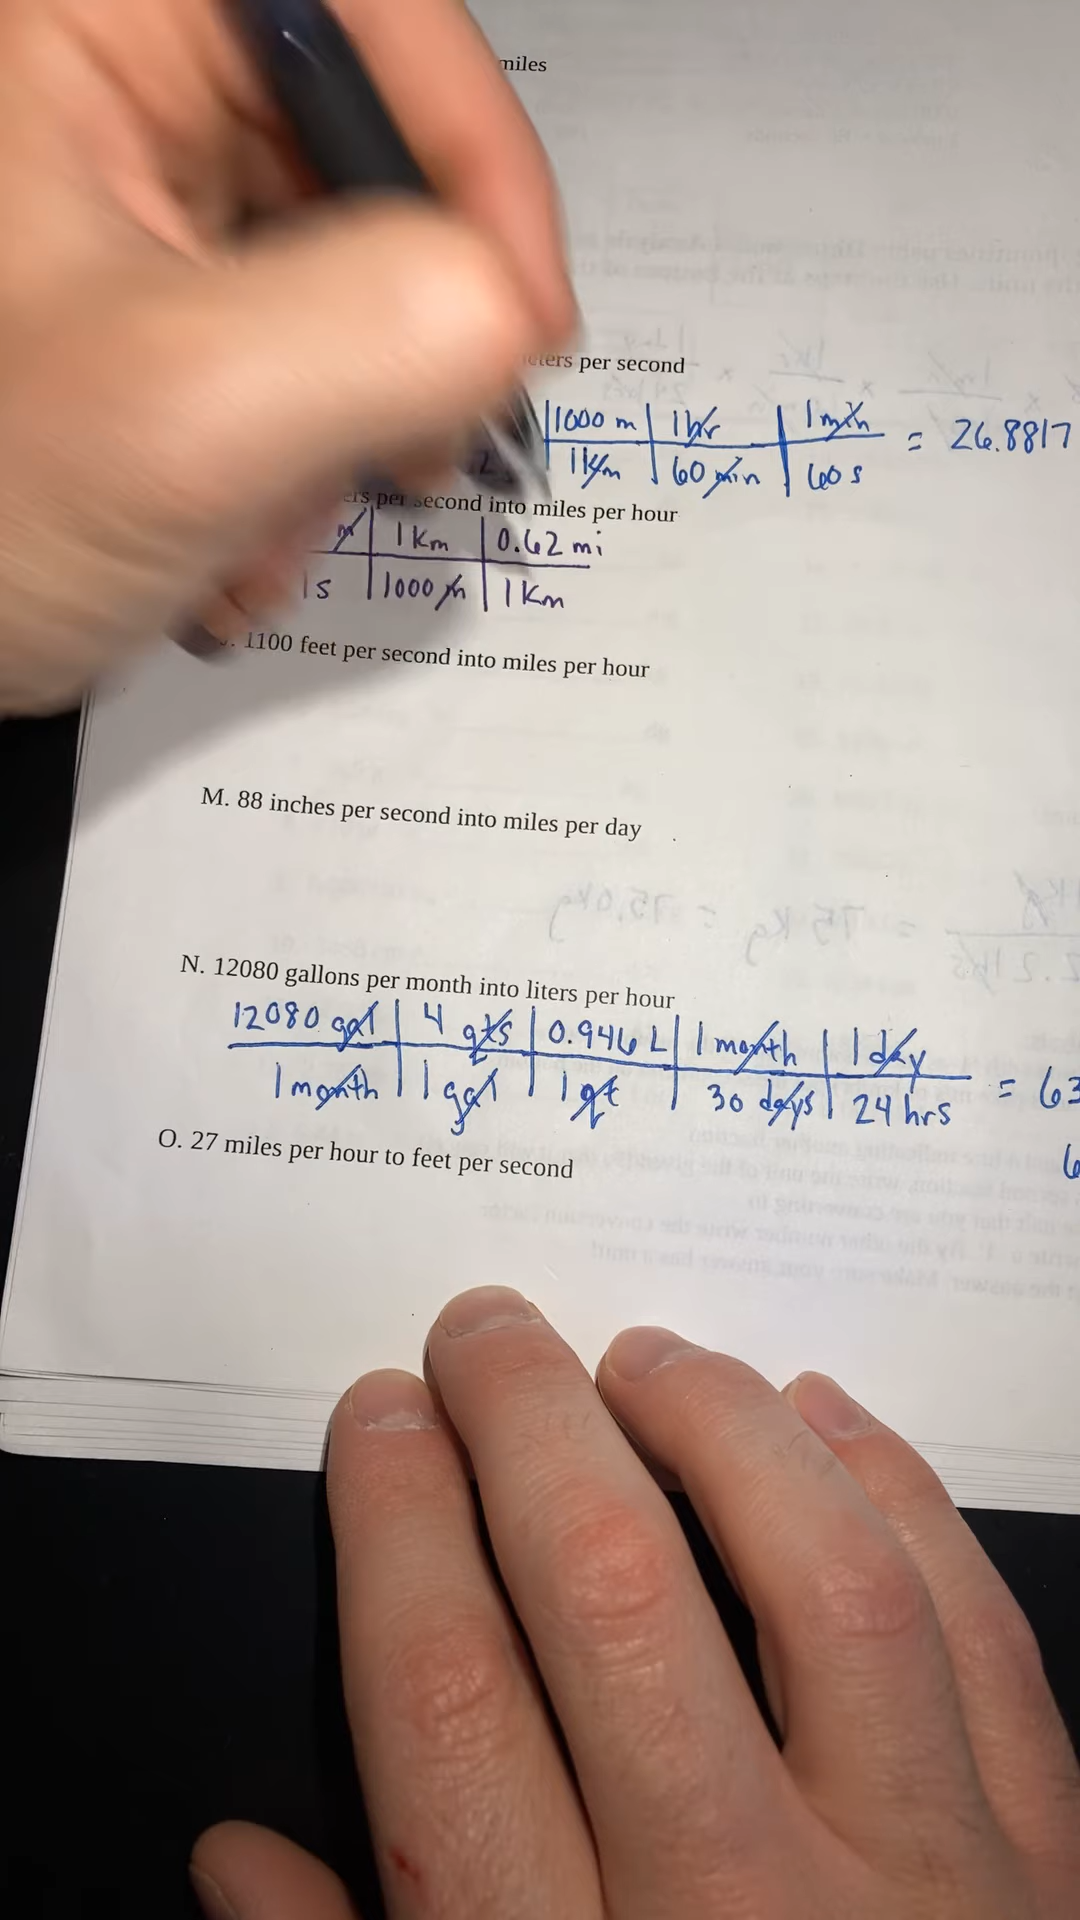 miles
per second
1000 m | 1 hr | 1 min = 26.8817
1 km | 60 min | 60 s
per second into miles per hour
m | 1 Km | 0.62 mi
1 s | 1000 m | 1 Km
1100 feet per second into miles per hour
M. 88 inches per second into miles per day
N. 12080 gallons per month into liters per hour
12080 gal | 4 qts | 0.946 L | 1 month | 1 day = 63
1 month | 1 gal | 1 qt | 30 days | 24 hrs
O. 27 miles per hour to feet per second